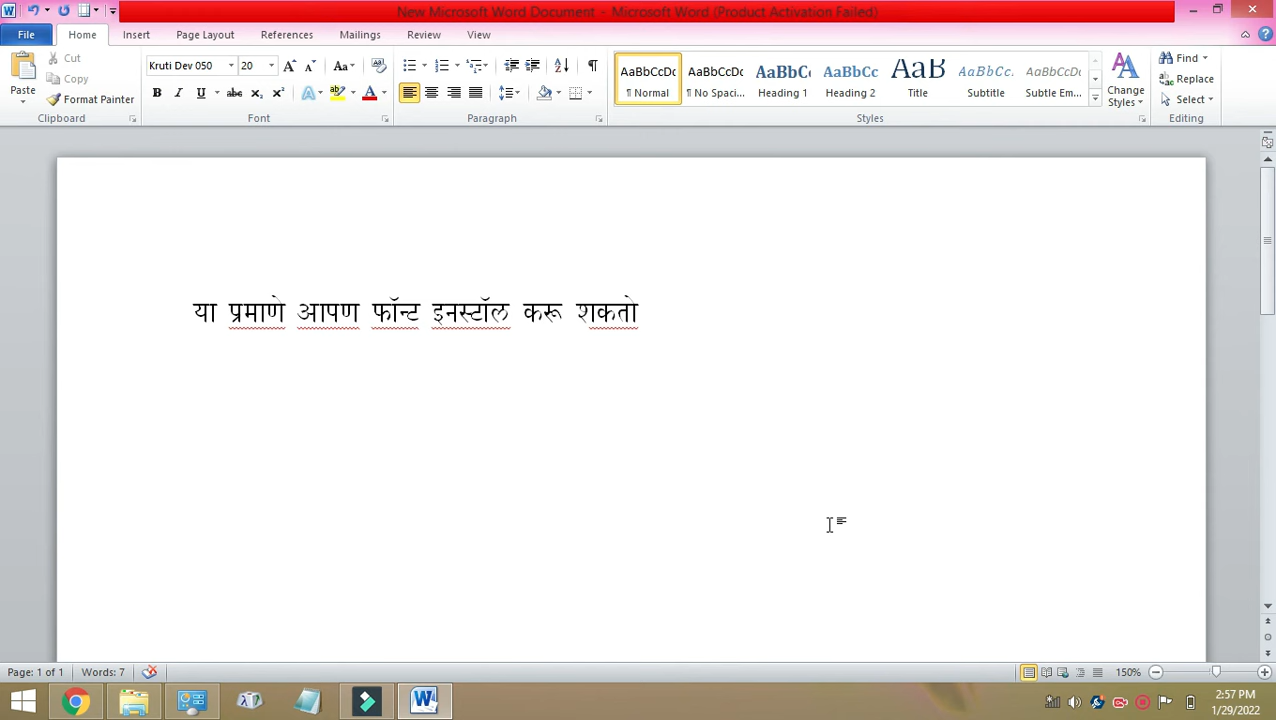 New Microsoft Word Document - Microsoft Word (Product Activation Failed)
File Home Insert Page Layout References Mailings Review View
Paste
Cut
Copy
Format Painter
Clipboard
Kruti Dev 050 20
Font
Paragraph
AaBbCcDc AaBbCcDc AaBbC AaBbCc AaB AaBbCc. AaBbCcDc
¶ Normal ¶ No Spaci... Heading 1 Heading 2 Title Subtitle Subtle Em...
Change Styles
Styles
Find
Replace
Select
Editing
या प्रमाणे आपण फॉन्ट इनस्टॉल करू शकतो
Page: 1 of 1 Words: 7 150%
2:57 PM
1/29/2022